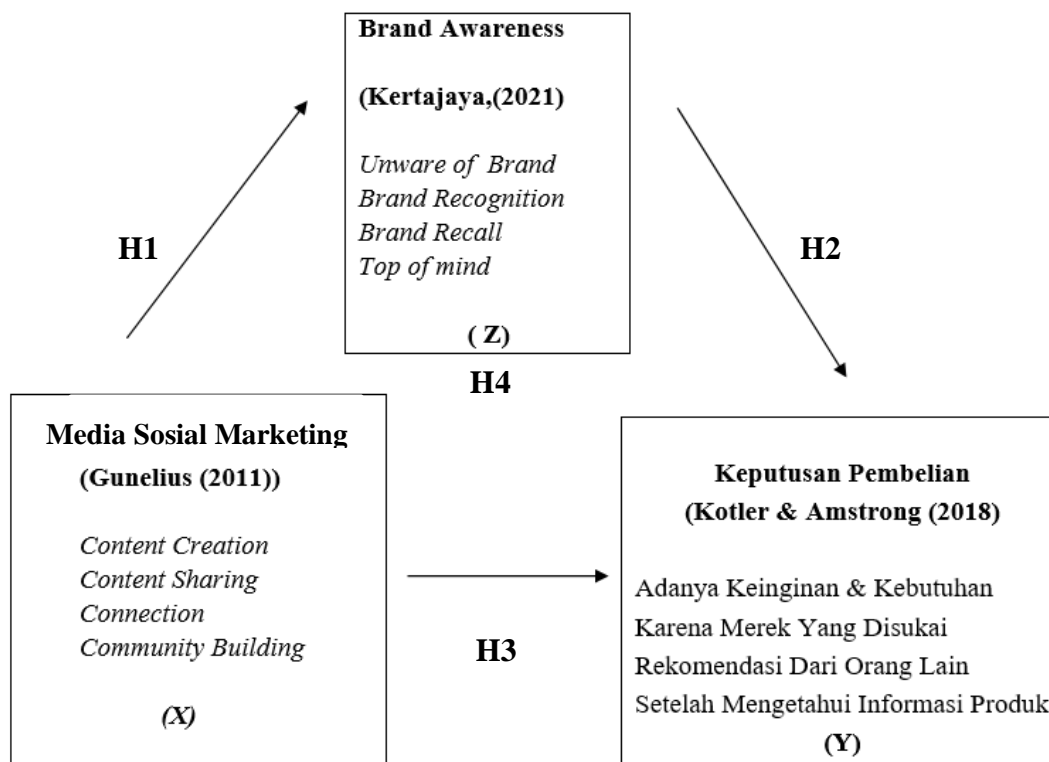 Brand Awareness
(Kertajaya,(2021)
Unware of Brand
Brand Recognition
Brand Recall
Top of mind
( Z)
H1
H2
H4
Media Sosial Marketing
(Gunelius (2011))
Content Creation
Content Sharing
Connection
Community Building
(X)
H3
Keputusan Pembelian
(Kotler & Amstrong (2018)
Adanya Keinginan & Kebutuhan
Karena Merek Yang Disukai
Rekomendasi Dari Orang Lain
Setelah Mengetahui Informasi Produk
(Y)